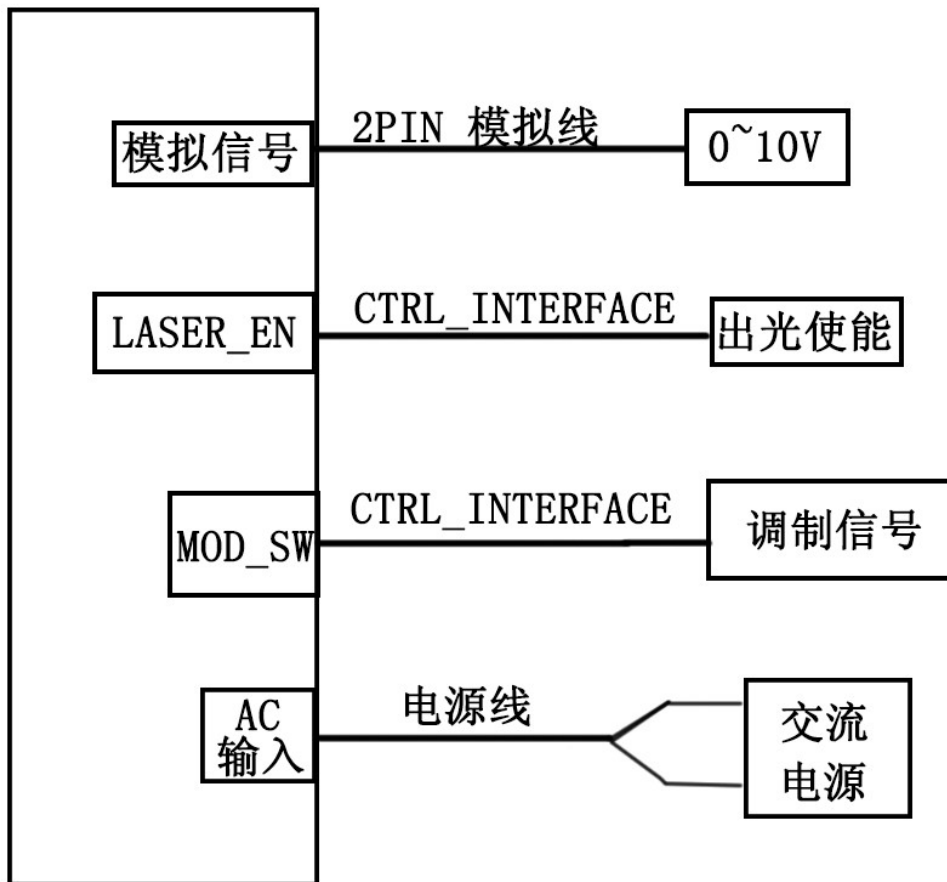 模拟信号
2PIN 模拟线
0~10V
LASER_EN
CTRL_INTERFACE
出光使能
MOD_SW
CTRL_INTERFACE
调制信号
AC
输入
电源线
交流
电源